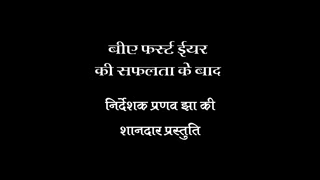 बीए फर्स्ट ईयर
की सफलता के बाद
निर्देशक प्रणव झा की
शानदार प्रस्तुति